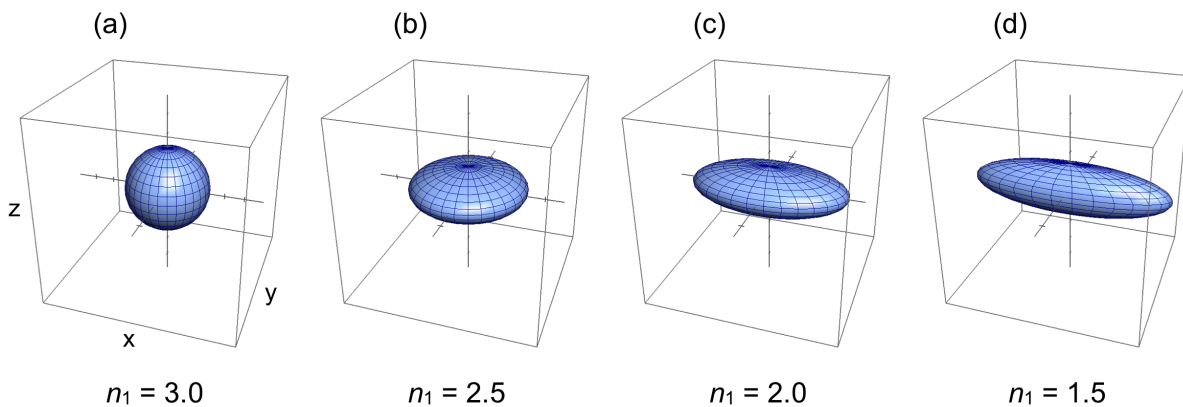 (a) (b) (c) (d)
z
y
x
n₁ = 3.0 n₁ = 2.5 n₁ = 2.0 n₁ = 1.5